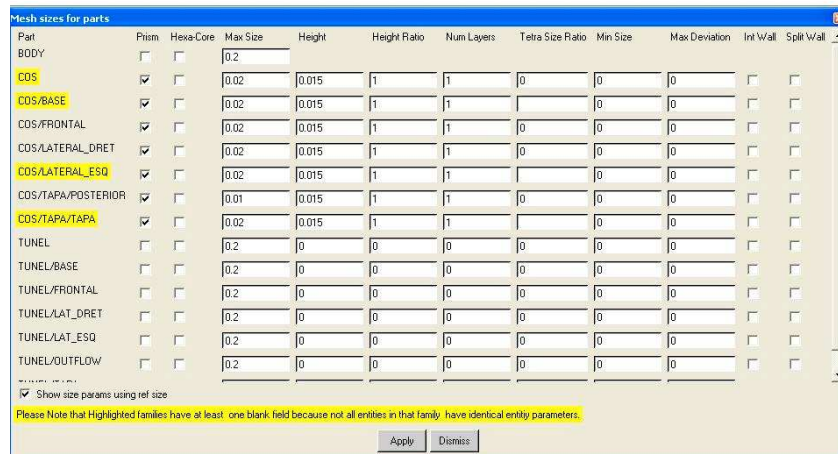 Mesh sizes for parts
Part Prism Hexa-Core Max Size Height Height Ratio Num Layers Tetra Size Ratio Min Size Max Deviation Int Wall Split Wall
BODY 0.2
COS 0.02 0.015 1 1 0 0 0
COS/BASE 0.02 0.015 1 1 0 0
COS/FRONTAL 0.02 0.015 1 1 0 0 0
COS/LATERAL_DRET 0.02 0.015 1 1 0 0 0
COS/LATERAL_ESQ 0.02 0.015 1 1 0 0
COS/TAPA/POSTERIOR 0.01 0.015 1 1 0 0 0
COS/TAPA/TAPA 0.02 0.015 1 1 0 0
TUNEL 0.2 0 0 0 0 0 0
TUNEL/BASE 0.2 0 0 0 0 0 0
TUNEL/FRONTAL 0.2 0 0 0 0 0 0
TUNEL/LAT_DRET 0.2 0 0 0 0 0 0
TUNEL/LAT_ESQ 0.2 0 0 0 0 0 0
TUNEL/OUTFLOW 0.2 0 0 0 0 0 0
Show size params using ref size
Please Note that Highlighted families have at least one blank field because not all entities in that family have identical entitiy parameters.
Apply Dismiss